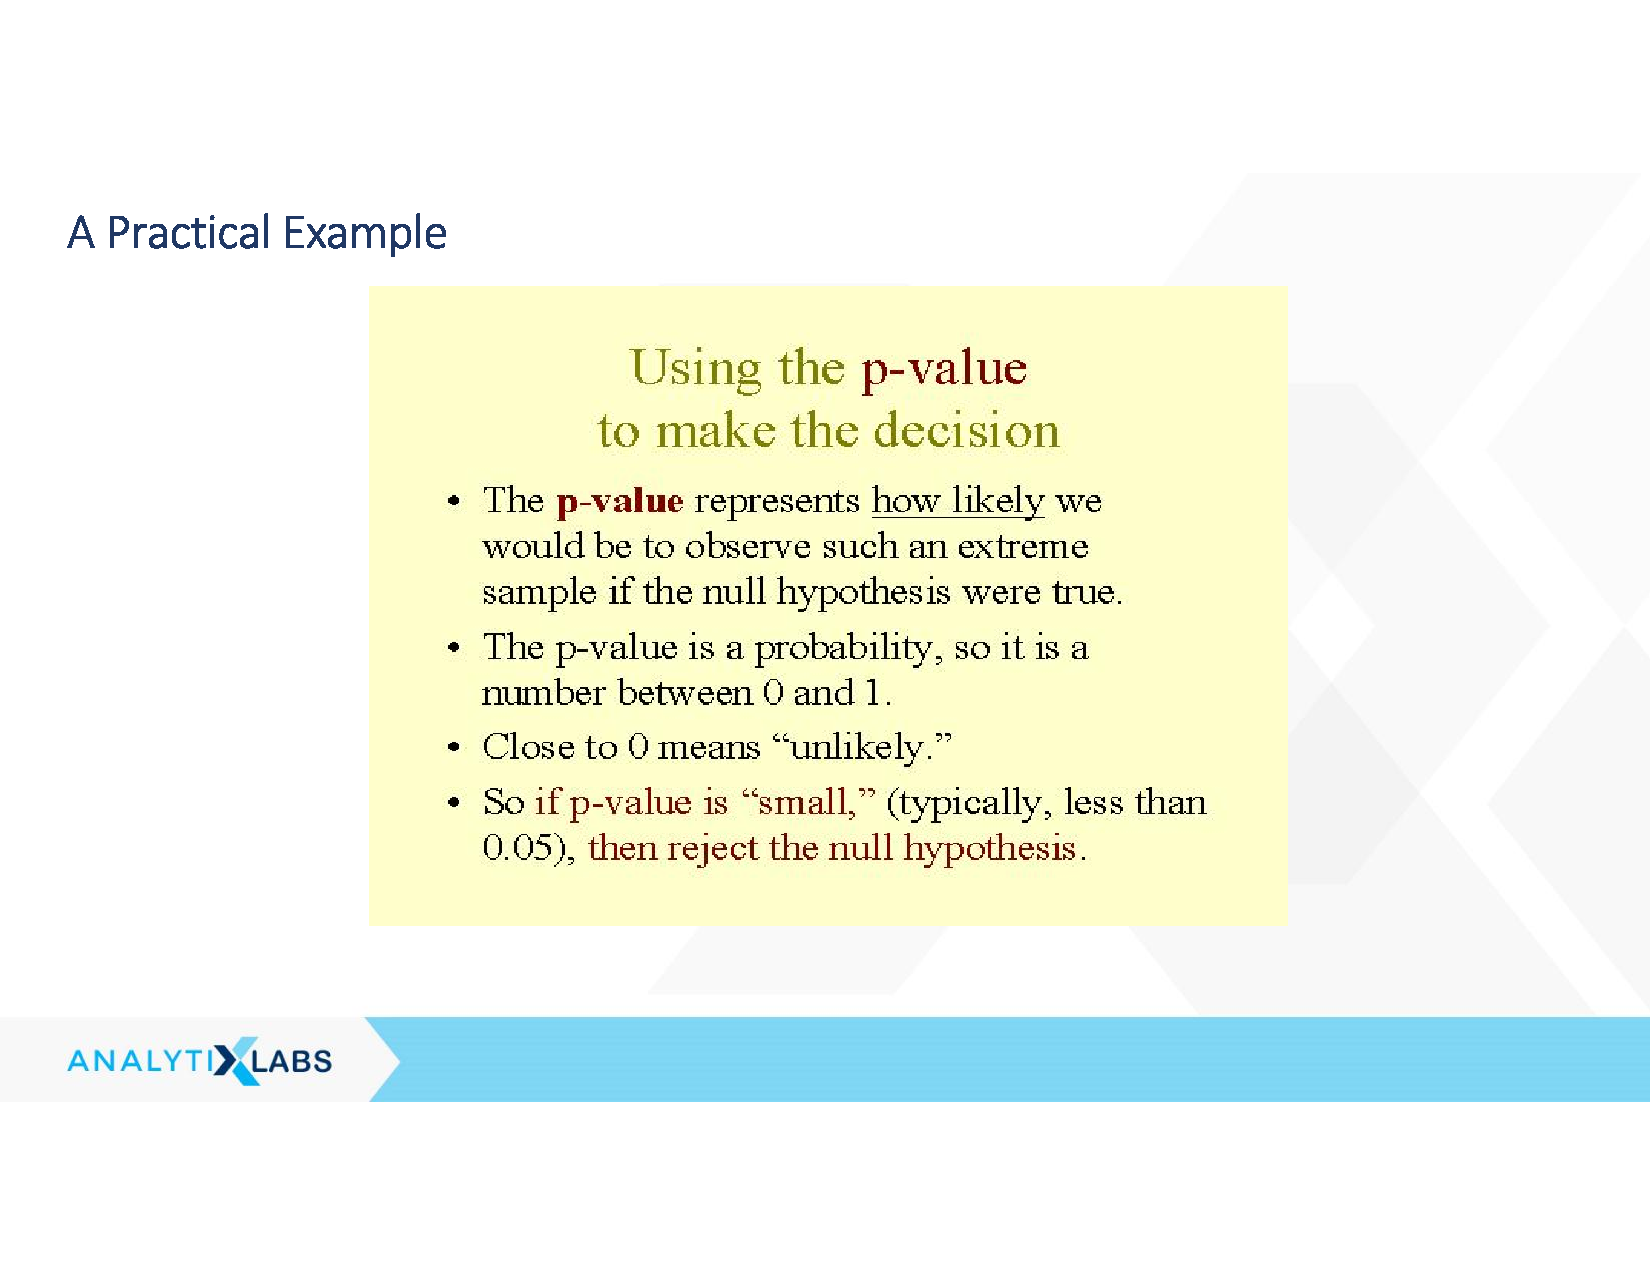 A Practical Example
Using the p-value
to make the decision
• The p-value represents how likely we
would be to observe such an extreme
sample if the null hypothesis were true.
• The p-value is a probability, so it is a
number between 0 and 1.
• Close to 0 means “unlikely.”
• So if p-value is “small,” (typically, less than
0.05), then reject the null hypothesis.
ANALYTIXLABS